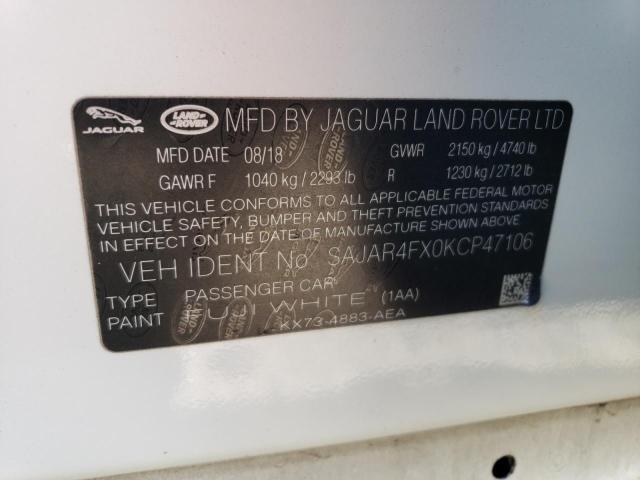 JAGUAR LAND ROVER MFD BY JAGUAR LAND ROVER LTD
MFD DATE 08/18 GVWR 2150 kg / 4740 lb
GAWR F 1040 kg / 2293 lb R 1230 kg / 2712 lb
THIS VEHICLE CONFORMS TO ALL APPLICABLE FEDERAL MOTOR
VEHICLE SAFETY, BUMPER AND THEFT PREVENTION STANDARDS
IN EFFECT ON THE DATE OF MANUFACTURE SHOWN ABOVE.
VEH IDENT No SAJAR4FX0KCP47106
TYPE PASSENGER CAR
PAINT FUJI WHITE (1AA)
KX73-4883-AEA